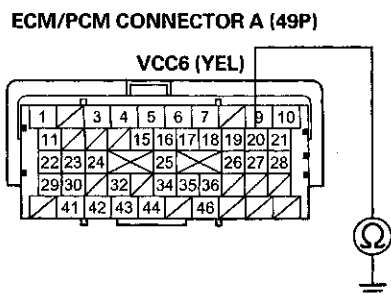 ECM/PCM CONNECTOR A (49P)
VCC6 (YEL)
1 3 4 5 6 7 9 10
11 15 16 17 18 19 20 21
22 23 24 25 26 27 28
29 30 32 34 35 36
41 42 43 44 46
Ω